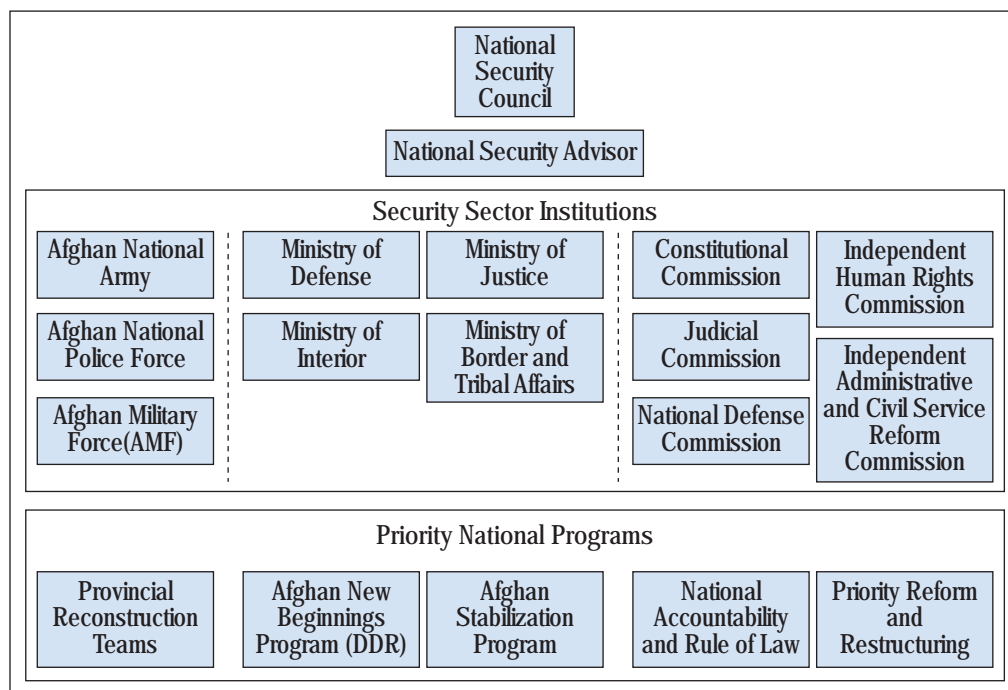 National
Security
Council
National Security Advisor
Security Sector Institutions
Afghan National
Army
Afghan National
Police Force
Afghan Military
Force(AMF)
Ministry of
Defense
Ministry of
Justice
Ministry of
Interior
Ministry of
Border and
Tribal Affairs
Constitutional
Commission
Judicial
Commission
National Defense
Commission
Independent
Human Rights
Commission
Independent
Administrative
and Civil Service
Reform
Commission
Priority National Programs
Provincial
Reconstruction
Teams
Afghan New
Beginnings
Program (DDR)
Afghan
Stabilization
Program
National
Accountability
and Rule of Law
Priority Reform
and
Restructuring